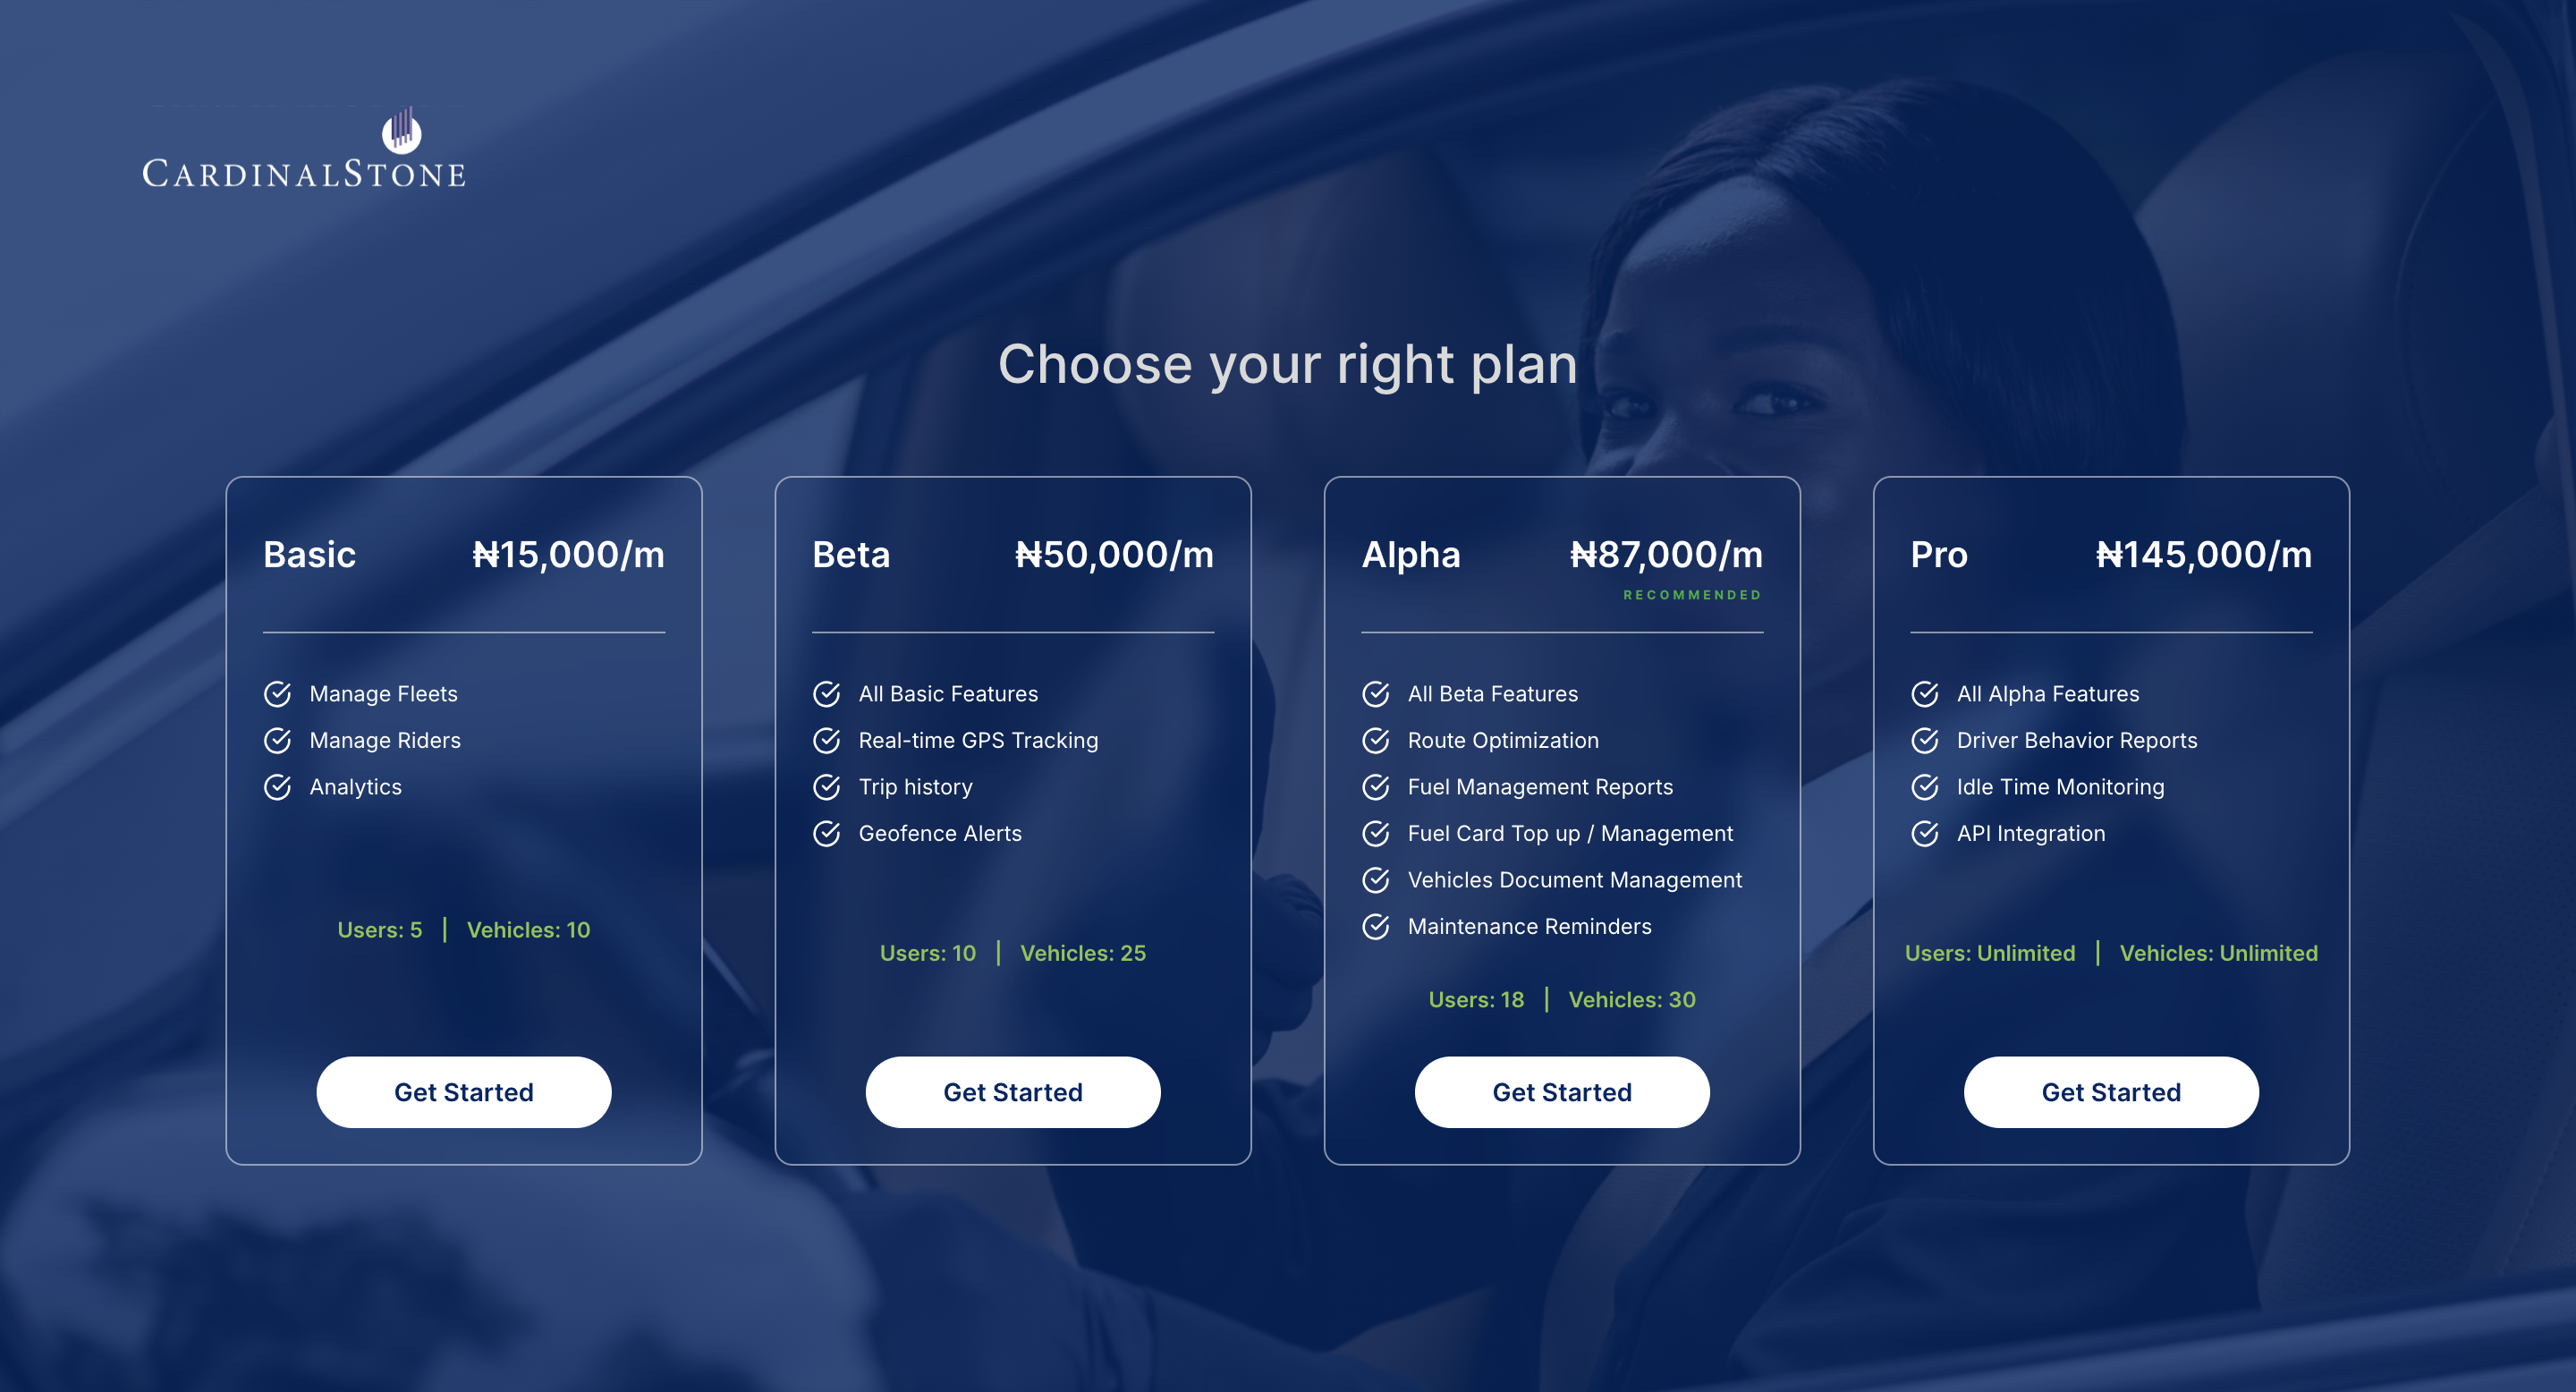 CARDINALSTONE
Choose your right plan
Basic ₦15,000/m
Manage Fleets
Manage Riders
Analytics
Users: 5 | Vehicles: 10
Get Started
Beta ₦50,000/m
All Basic Features
Real-time GPS Tracking
Trip history
Geofence Alerts
Users: 10 | Vehicles: 25
Get Started
Alpha ₦87,000/m
RECOMMENDED
All Beta Features
Route Optimization
Fuel Management Reports
Fuel Card Top up / Management
Vehicles Document Management
Maintenance Reminders
Users: 18 | Vehicles: 30
Get Started
Pro ₦145,000/m
All Alpha Features
Driver Behavior Reports
Idle Time Monitoring
API Integration
Users: Unlimited | Vehicles: Unlimited
Get Started